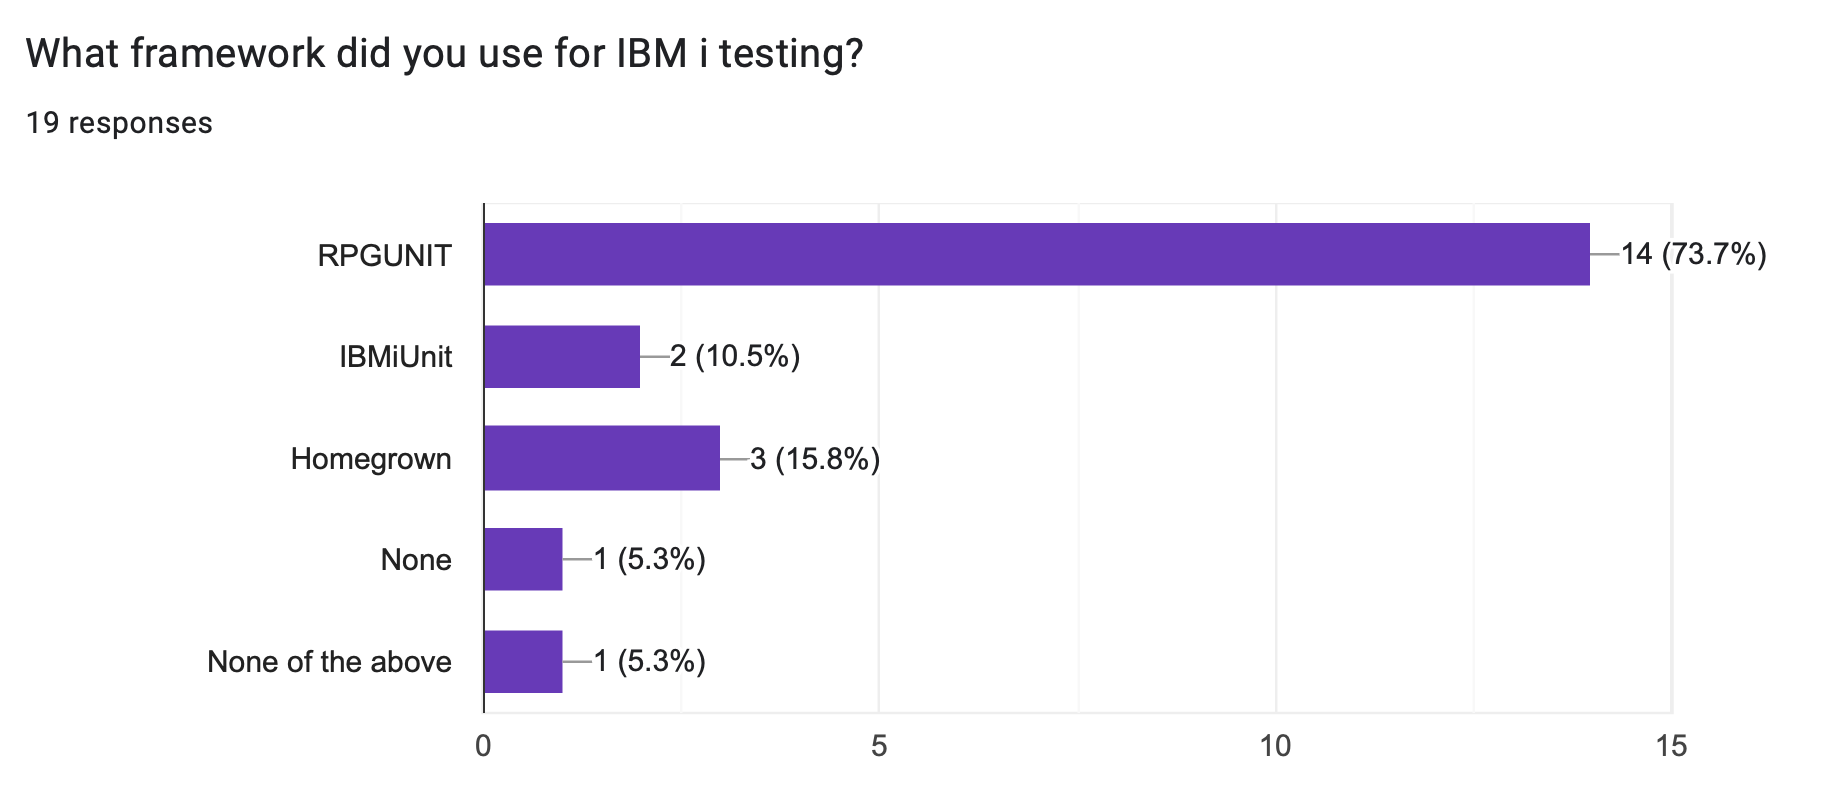 What framework did you use for IBM i testing?
19 responses
RPGUNIT 14 (73.7%)
IBMiUnit 2 (10.5%)
Homegrown 3 (15.8%)
None 1 (5.3%)
None of the above 1 (5.3%)
0 5 10 15